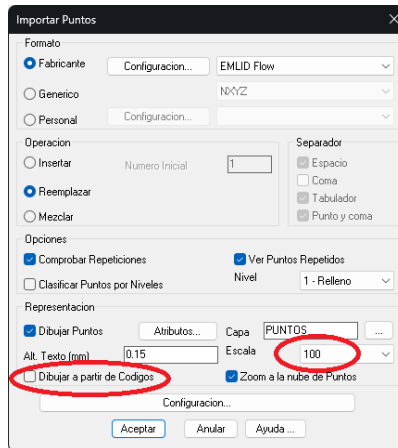 Importar Puntos
Formato
Fabricante Configuracion... EMLID Flow
Generico NXYZ
Personal Configuracion...
Operacion Separador
Insertar Numero Inicial 1 Espacio
Coma
Reemplazar Tabulador
Mezclar Punto y coma
Opciones
Comprobar Repeticiones Ver Puntos Repetidos
Clasificar Puntos por Niveles Nivel 1 - Relleno
Representacion
Dibujar Puntos Atributos... Capa PUNTOS ...
Alt. Texto (mm) 0.15 Escala 100
Dibujar a partir de Codigos Zoom a la nube de Puntos
Configuracion...
Aceptar Anular Ayuda ...